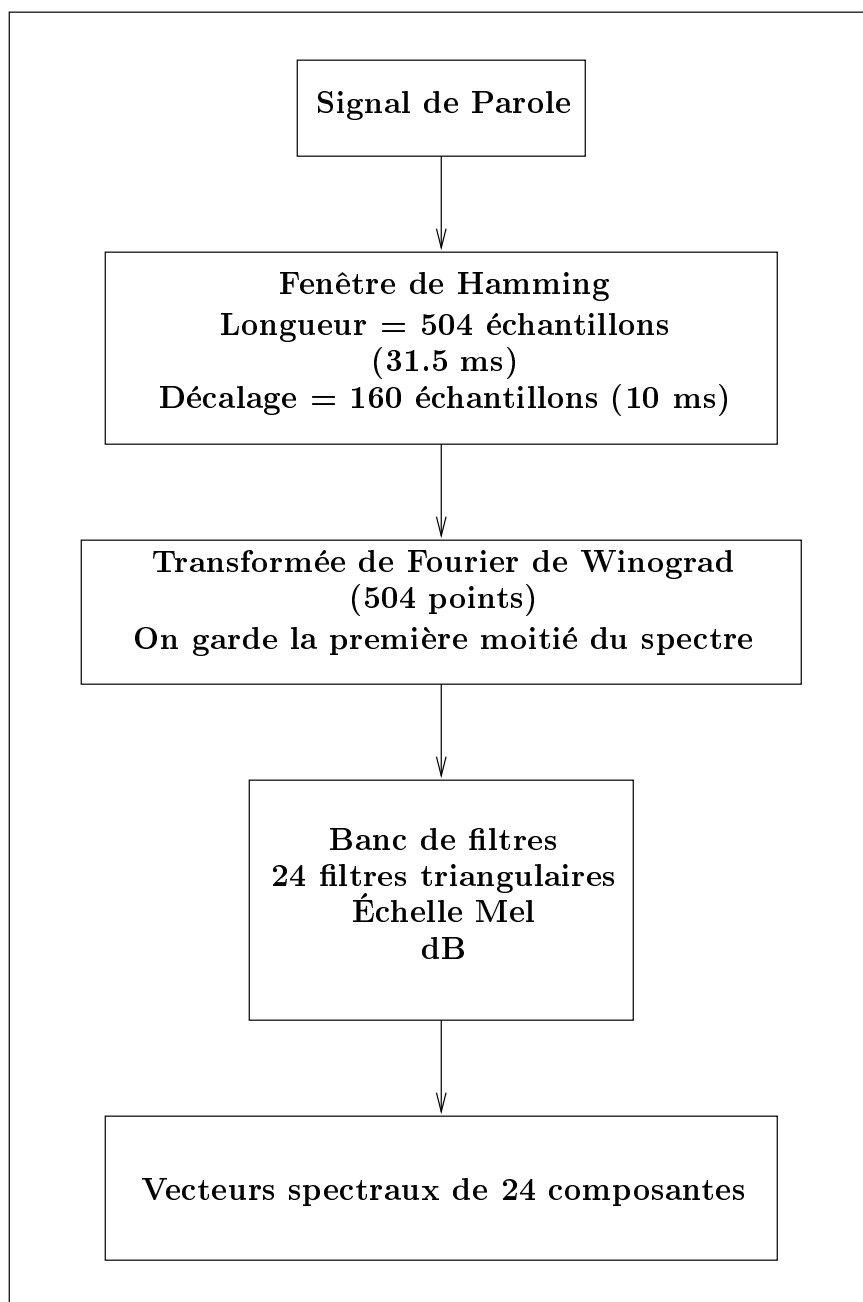 Signal de Parole
Fenêtre de Hamming
Longueur = 504 échantillons
(31.5 ms)
Décalage = 160 échantillons (10 ms)
Transformée de Fourier de Winograd
(504 points)
On garde la première moitié du spectre
Banc de filtres
24 filtres triangulaires
Échelle Mel
dB
Vecteurs spectraux de 24 composantes